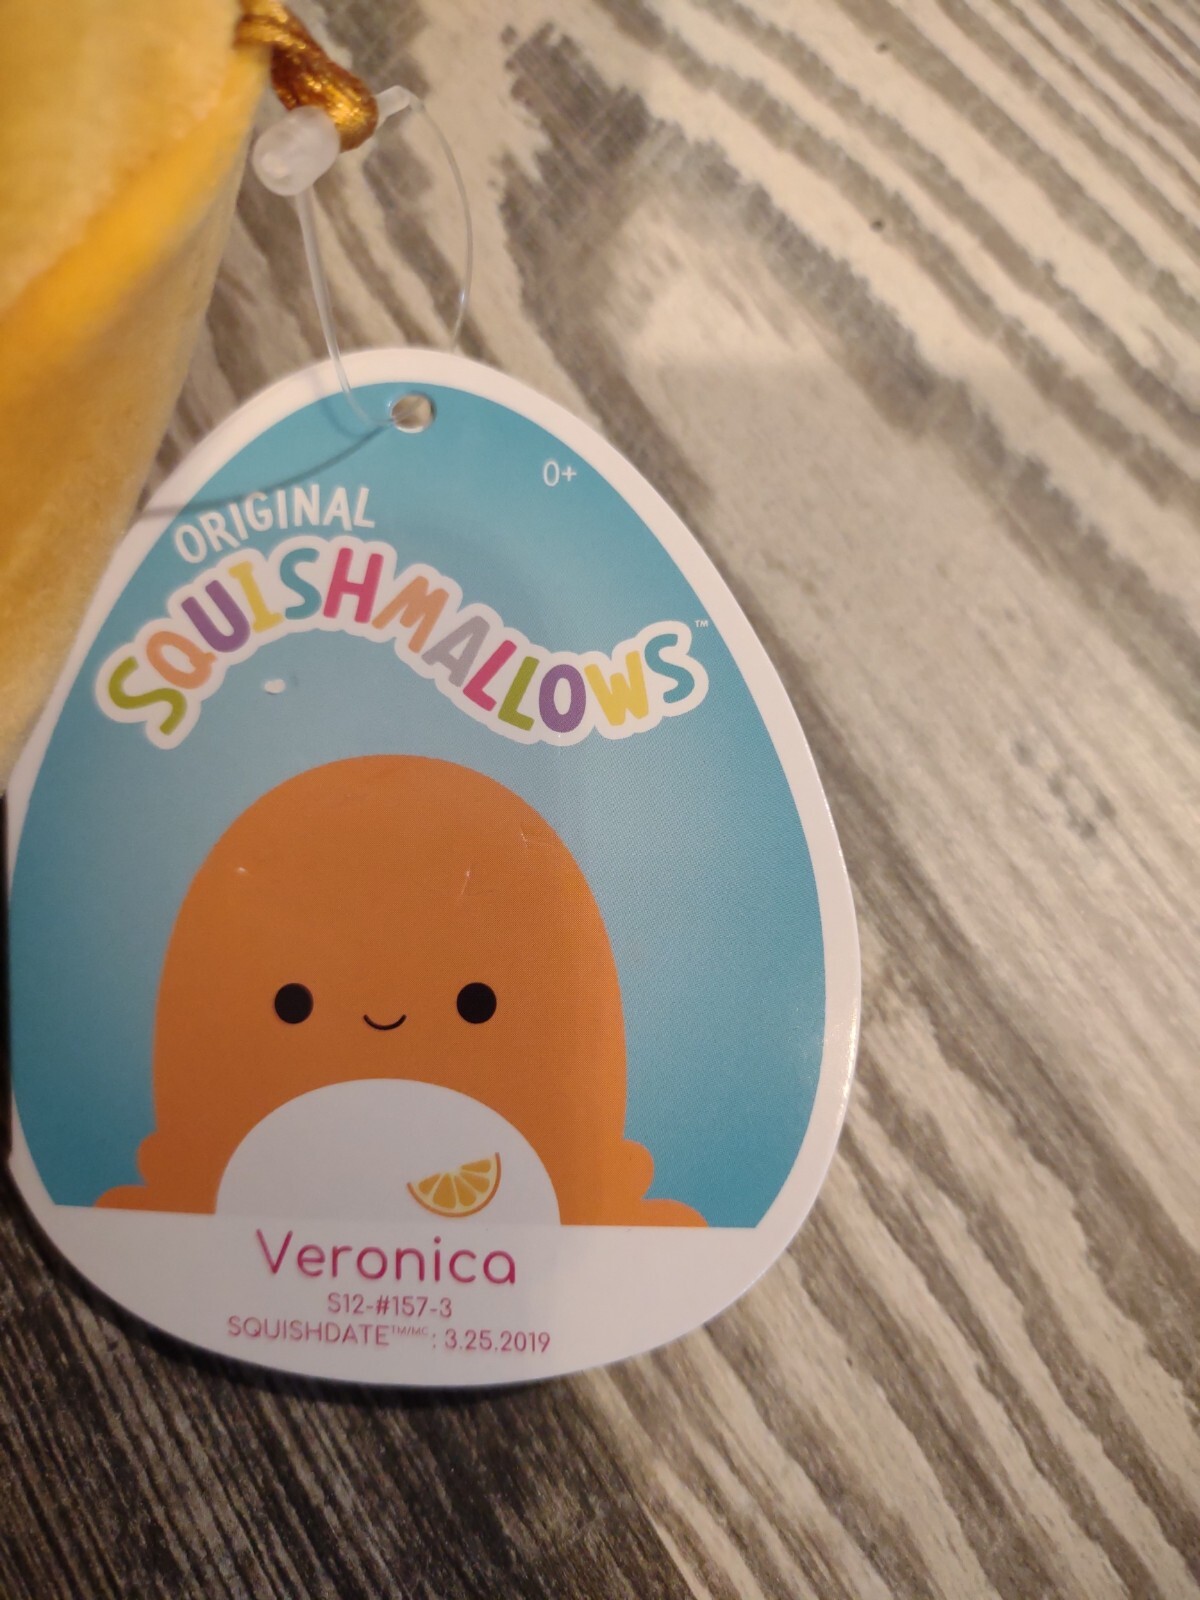 0+
ORIGINAL
SQUISHMALLOWS™
Veronica
S12-#157-3
SQUISHDATE™/MC: 3.25.2019